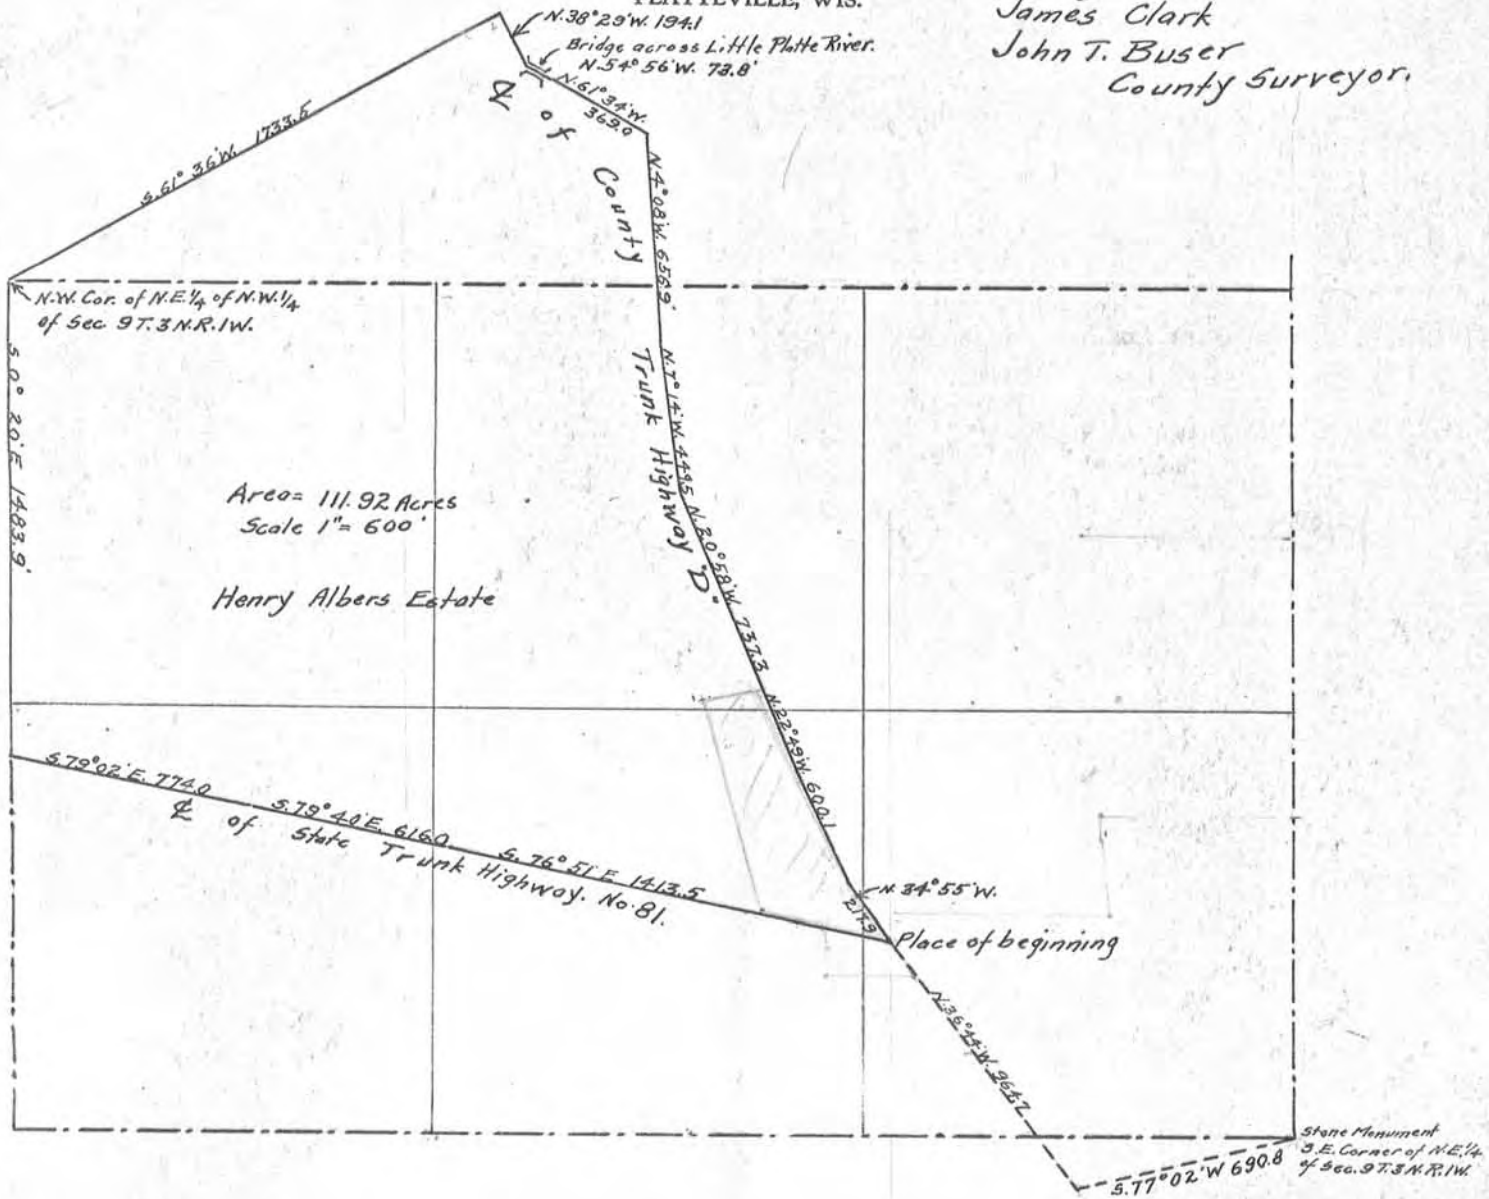 PLATTEVILLE, WIS.
James Clark
John T. Buser
County Surveyor.
N.38°29'W. 194.1
Bridge across Little Platte River.
N.54°56'W. 73.8'
N.61°34'W.
369.0
S.61°36'W. 1733.5
℄ of County Trunk Highway "D"
N.4°08'W. 656.9'
N.W. Cor. of N.E.¼ of N.W.¼
of Sec. 9 T.3 N.R.1W.
S.0°20'E 1483.9'
N.7°14'W. 449.5
N.20°58'W. 737.3
Area= 111.92 Acres
Scale 1"= 600'
Henry Albers Estate
N.22°49'W. 600.1
S.79°02'E. 774.0
S.79°40'E. 616.0
S. 76°51'E 1413.5
℄ of State Trunk Highway. No. 81.
N.34°55'W.
217.9
Place of beginning
N.36°44'W. 964.7
S.77°02'W 690.8
Stone Monument
S.E. Corner of N.E.¼
of Sec. 9 T.3 N.R.1W.